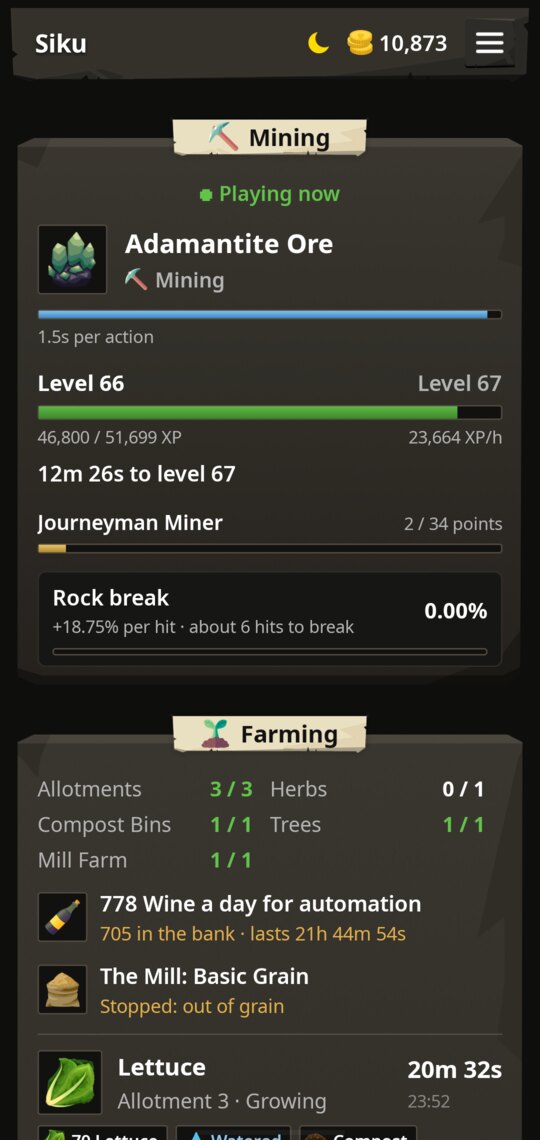 Siku
10,873
Mining
Playing now
Adamantite Ore
Mining
1.5s per action
Level 66 Level 67
46,800 / 51,699 XP 23,664 XP/h
12m 26s to level 67
Journeyman Miner 2 / 34 points
Rock break
0.00%
+18.75% per hit · about 6 hits to break
Farming
Allotments 3 / 3 Herbs 0 / 1
Compost Bins 1 / 1 Trees 1 / 1
Mill Farm 1 / 1
778 Wine a day for automation
705 in the bank · lasts 21h 44m 54s
The Mill: Basic Grain
Stopped: out of grain
Lettuce 20m 32s
Allotment 3 · Growing 23:52
70 Lettuce Watered Compost